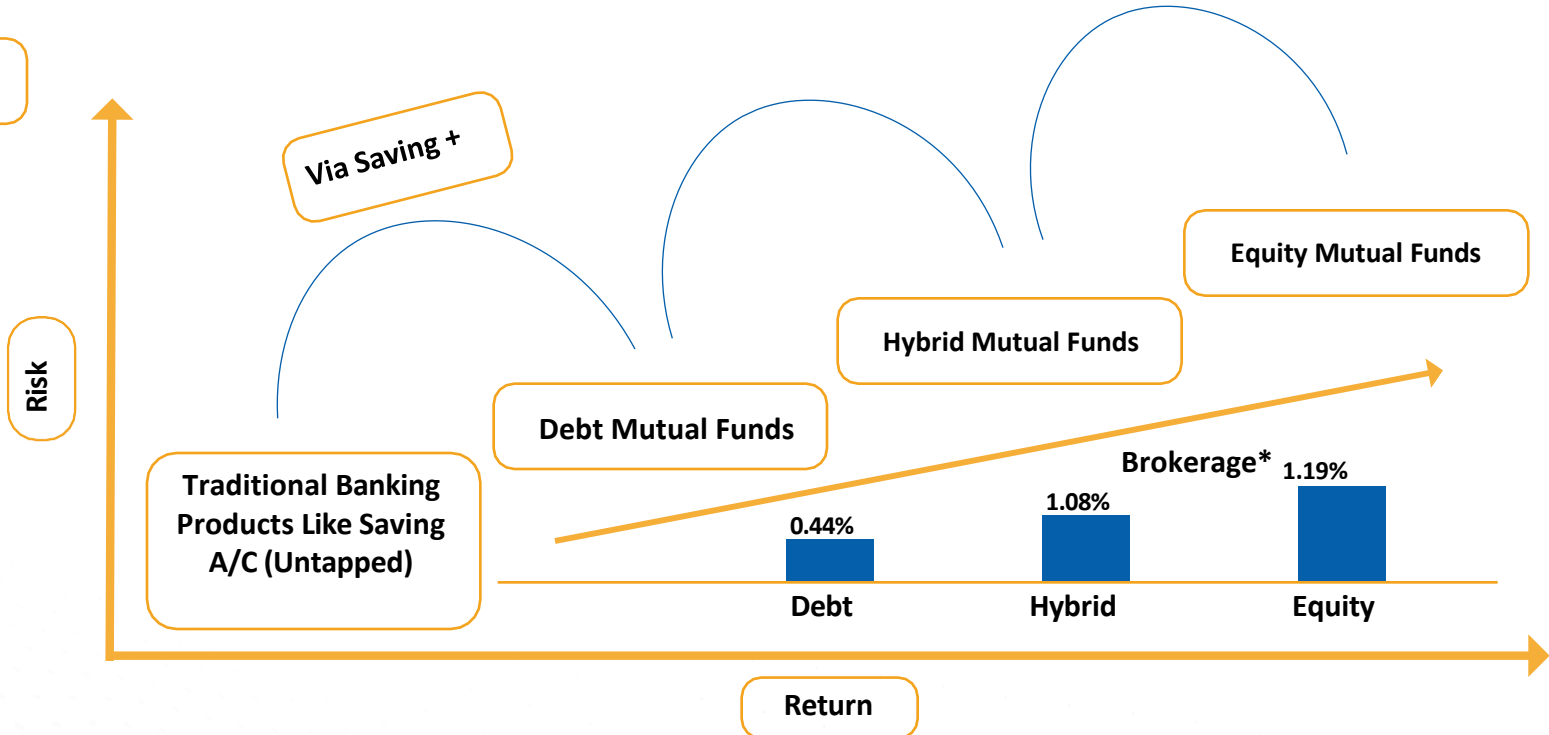 Via Saving +
Equity Mutual Funds
Hybrid Mutual Funds
Risk
Debt Mutual Funds
Traditional Banking
Products Like Saving
A/C (Untapped)
Brokerage*
0.44%
1.08%
1.19%
Debt
Hybrid
Equity
Return